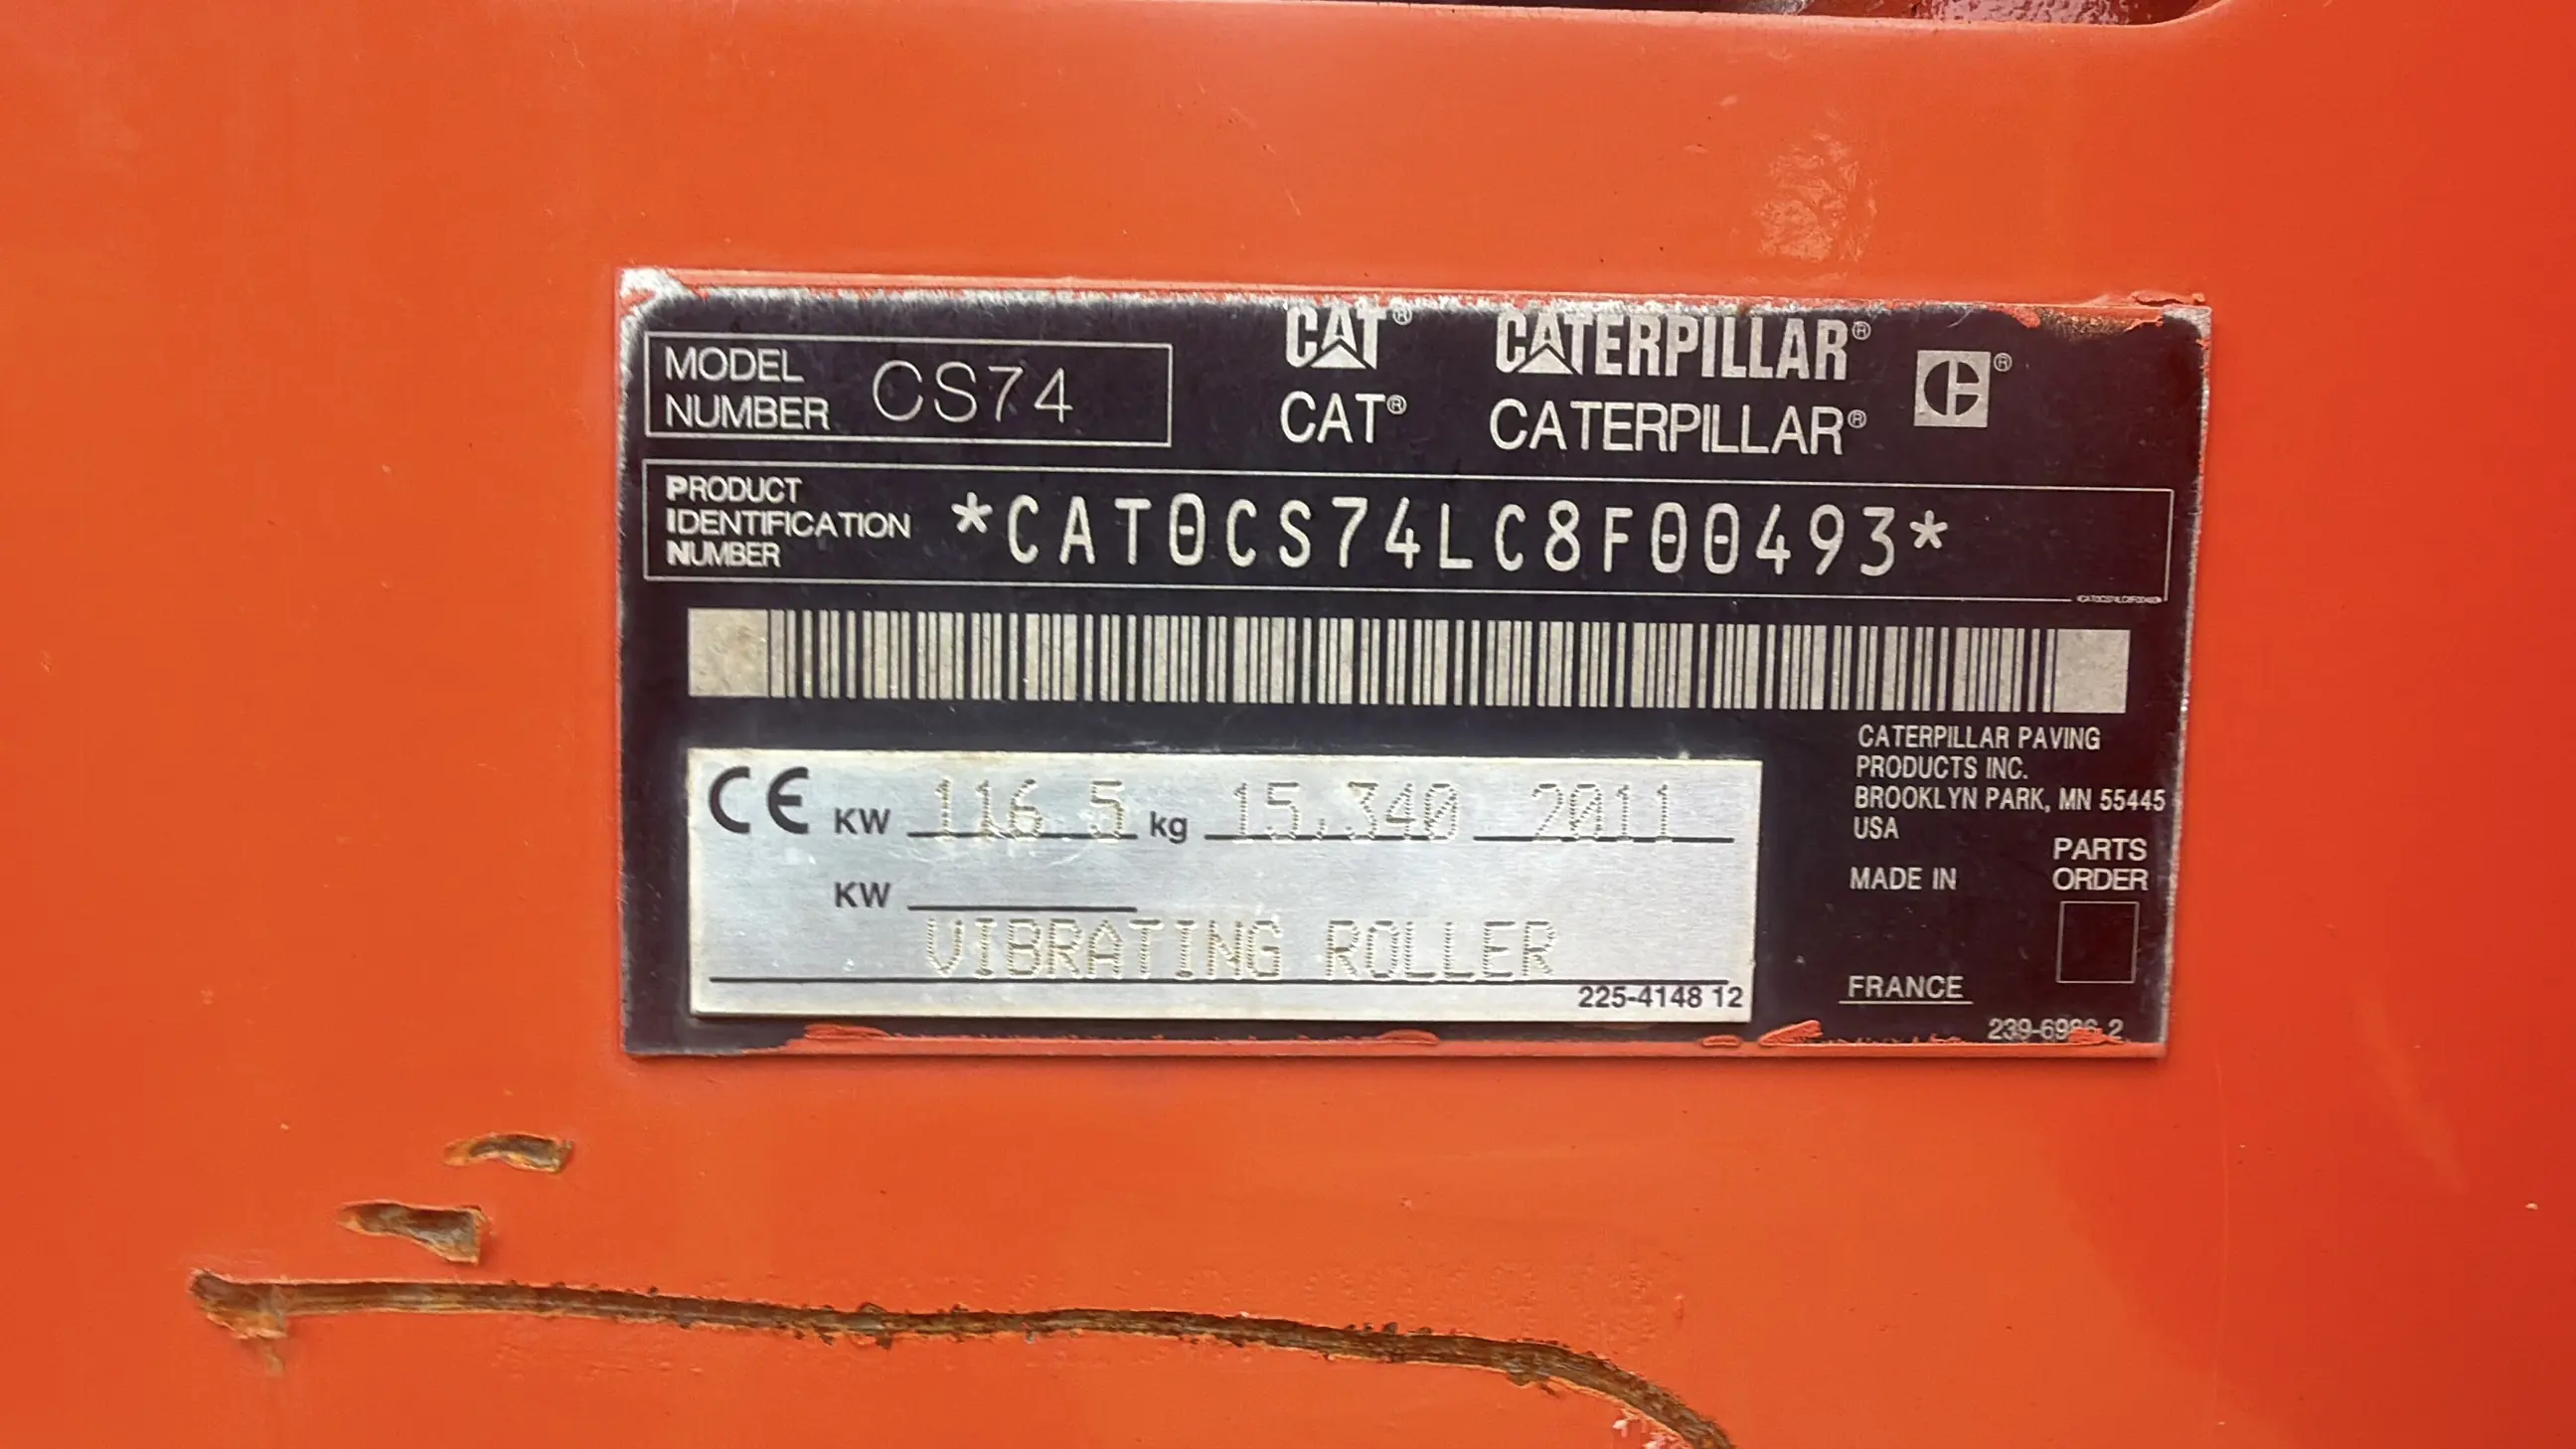 MODEL
NUMBER CS74
CAT® CATERPILLAR®
CAT® CATERPILLAR®
PRODUCT
IDENTIFICATION
NUMBER
*CAT0CS74LC8F00493*
CE KW 116 5 kg 15.340 2011
KW
VIBRATING ROLLER
225-4148 12
CATERPILLAR PAVING
PRODUCTS INC.
BROOKLYN PARK, MN 55445
USA
MADE IN
FRANCE
PARTS
ORDER